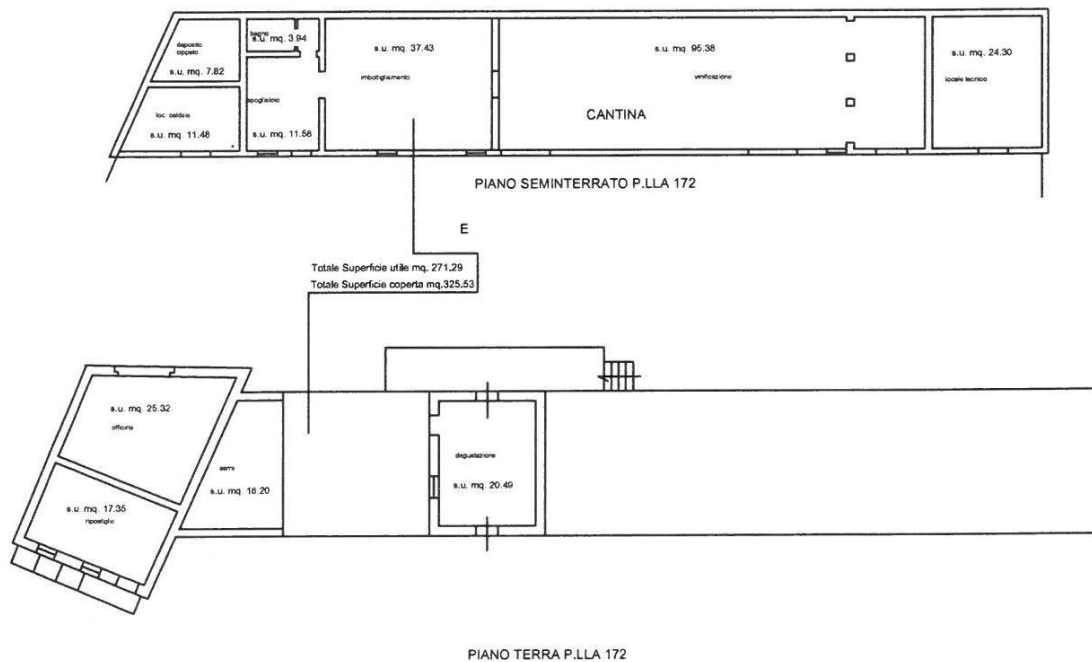 deposito
cippato
s.u. mq. 7.82
bagno
s.u. mq. 3.94
s.u. mq. 37.43
imbottigliamento
s.u. mq. 95.38
vinificazione
s.u. mq. 24.30
locale tecnico
spogliatoio
loc. caldaia
s.u. mq. 11.48
s.u. mq. 11.58
CANTINA
PIANO SEMINTERRATO P.LLA 172
E
Totale Superficie utile mq. 271.29
Totale Superficie coperta mq.325.53
s.u. mq. 25.32
officina
serra
s.u. mq. 18.20
degustazione
s.u. mq. 20.49
s.u. mq. 17.35
ripostiglio
PIANO TERRA P.LLA 172